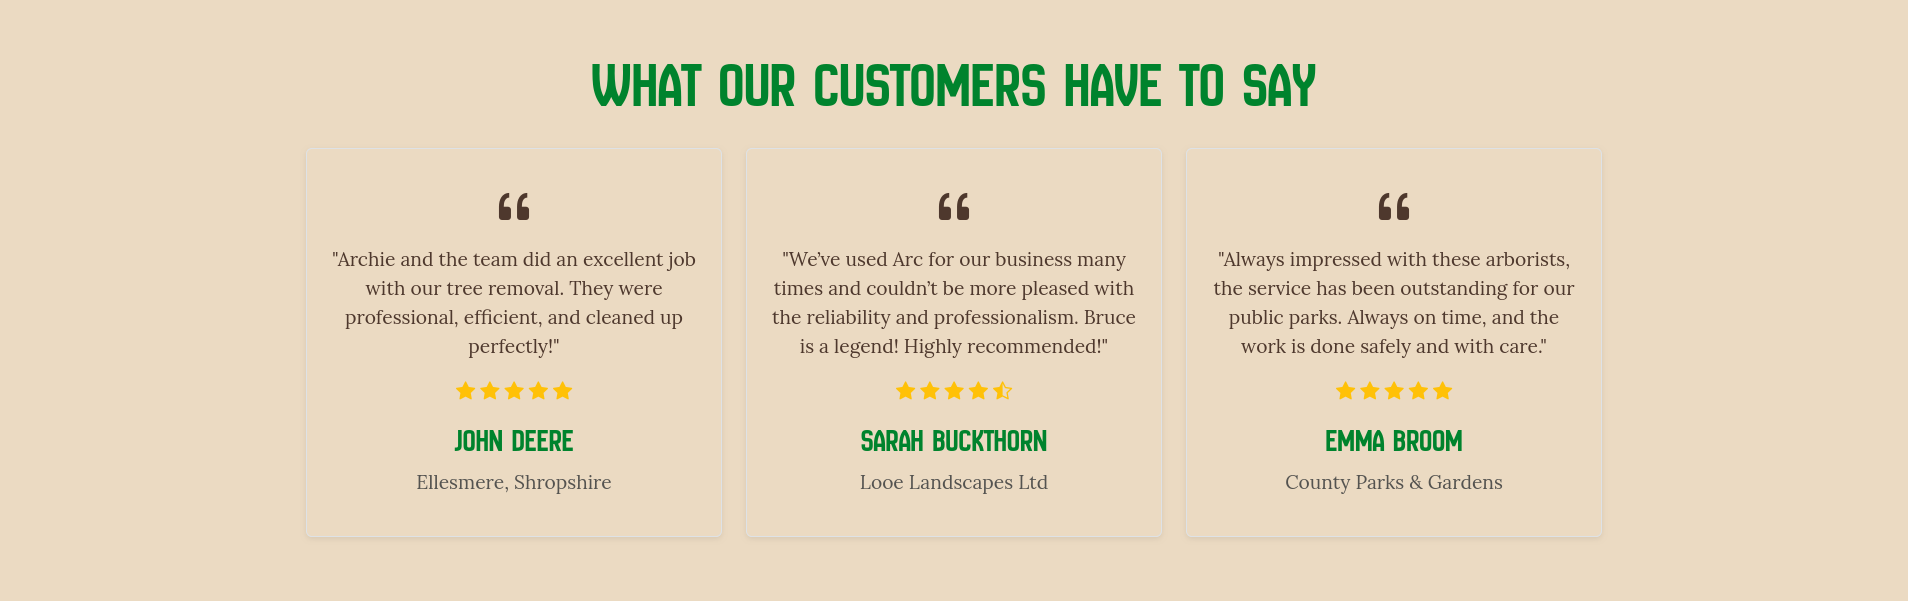 WHAT OUR CUSTOMERS HAVE TO SAY
"Archie and the team did an excellent job
with our tree removal. They were
professional, efficient, and cleaned up
perfectly!"
JOHN DEERE
Ellesmere, Shropshire
"We’ve used Arc for our business many
times and couldn’t be more pleased with
the reliability and professionalism. Bruce
is a legend! Highly recommended!"
SARAH BUCKTHORN
Looe Landscapes Ltd
"Always impressed with these arborists,
the service has been outstanding for our
public parks. Always on time, and the
work is done safely and with care."
EMMA BROOM
County Parks & Gardens